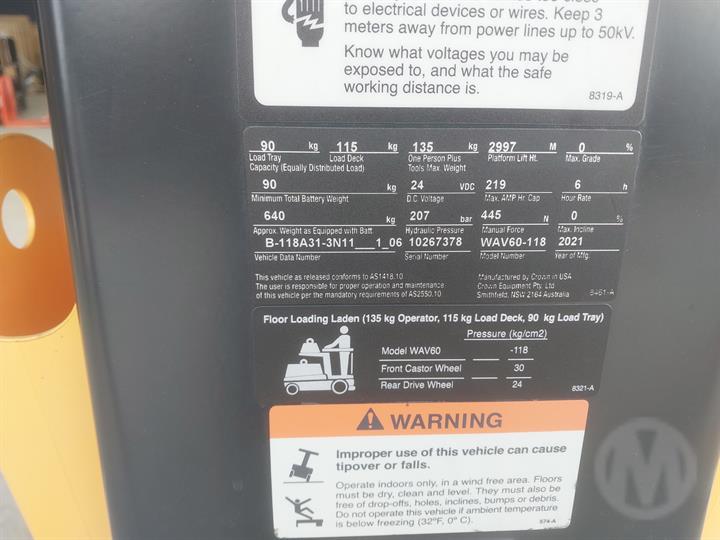 to electrical devices or wires. Keep 3
meters away from power lines up to 50kV.
Know what voltages you may be
exposed to, and what the safe
working distance is.
8319-A
90 kg 115 kg 135 kg 2997 M 0 %
Load Tray Load Deck One Person Plus Platform Lift Ht. Max. Grade
Capacity (Equally Distributed Load) Tools Max. Weight
90 kg 24 VDC 219 6 h
Minimum Total Battery Weight D.C. Voltage Max. AMP Hr. Cap Hour Rate
640 kg 207 bar 445 N 0 %
Approx. Weight as Equipped with Batt. Hydraulic Pressure Manual Force Max. Incline
B-118A31-3N11___1_06 10267378 WAV60-118 2021
Vehicle Data Number Serial Number Model Number Year of Mfg.
This vehicle as released conforms to AS1418.10 Manufactured by Crown in USA
The user is responsible for proper operation and maintenance Crown Equipment Pty. Ltd
of this vehicle per the mandatory requirements of AS2550.10 Smithfield, NSW 2164 Australia 8461-A
Floor Loading Laden (135 kg Operator, 115 kg Load Deck, 90 kg Load Tray)
Pressure (kg/cm2)
Model WAV60 -118
Front Castor Wheel 30
Rear Drive Wheel 24
8321-A
WARNING
Improper use of this vehicle can cause
tipover or falls.
Operate indoors only, in a wind free area. Floors
must be dry, clean and level. They must also be
free of drop-offs, holes, inclines, bumps or debris.
Do not operate this vehicle if ambient temperature
is below freezing (32°F, 0° C).
574-A
M